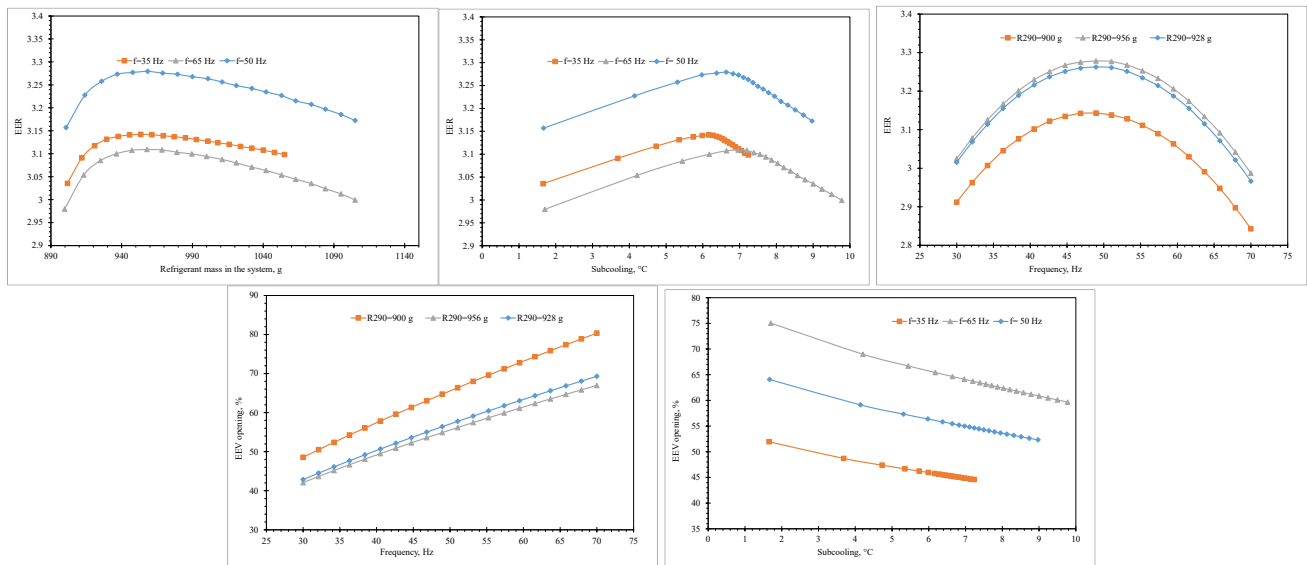 3.4
3.35
3.3
3.25
3.2
3.15
3.1
3.05
3
2.95
2.9
EER
f=35 Hz f=65 Hz f=50 Hz
890 940 990 1040 1090 1140
Refrigerant mass in the system, g
3.4
3.35
3.3
3.25
3.2
3.15
3.1
3.05
3
2.95
2.9
EER
f=35 Hz f=65 Hz f= 50 Hz
0 1 2 3 4 5 6 7 8 9 10
Subcooling, °C
3.4
3.3
3.2
3.1
3
2.9
2.8
EER
R290=900 g R290=956 g R290=928 g
25 30 35 40 45 50 55 60 65 70 75
Frequency, Hz
90
80
70
60
50
40
30
EEV opening, %
R290=900 g R290=956 g R290=928 g
25 30 35 40 45 50 55 60 65 70 75
Frequency, Hz
80
75
70
65
60
55
50
45
40
35
EEV opening, %
f=35 Hz f=65 Hz f= 50 Hz
0 1 2 3 4 5 6 7 8 9 10
Subcooling, °C